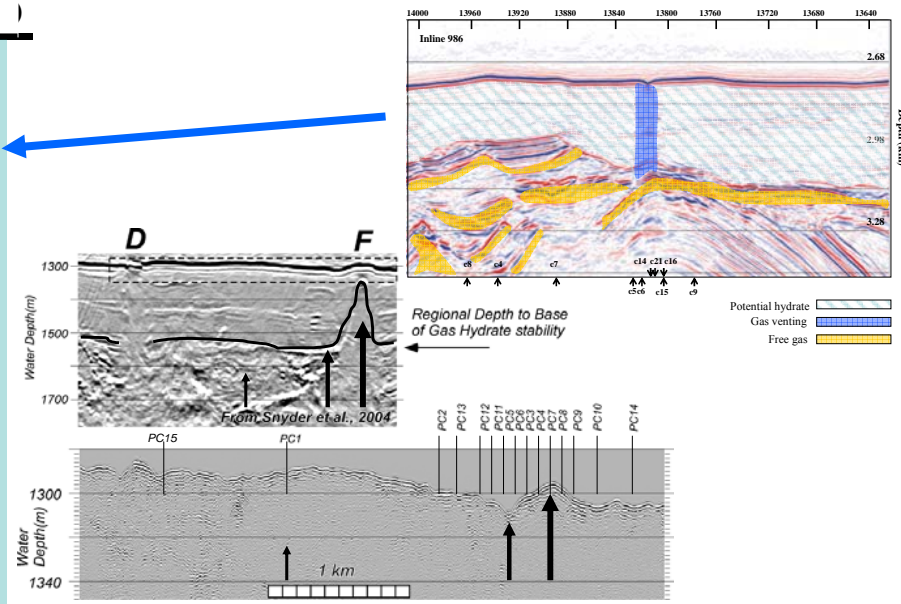 )
14000 13960 13920 13880 13840 13800 13760 13720 13680 13640
Inline 986
2.68
2.98
3.28
c8 c4 c7 c14 c21 c16
c5 c6 c15 c9
Potential hydrate
Gas venting
Free gas
D F
1300
1500
1700
Water Depth(m)
From Snyder et al., 2004
Regional Depth to Base
of Gas Hydrate stability
PC15 PC1 PC2 PC13 PC12 PC11 PC5 PC6 PC3 PC4 PC7 PC8 PC9 PC10 PC14
1300
1340
Water
Depth(m)
1 km